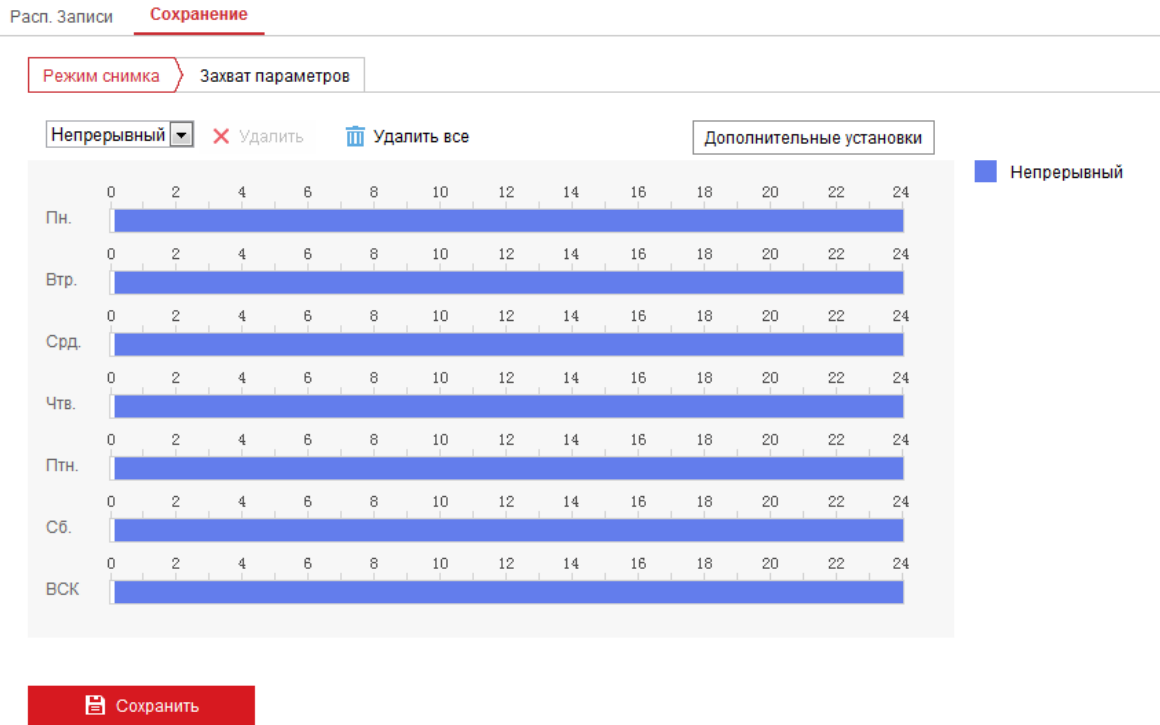 Расп. Записи Сохранение
Режим снимка Захват параметров
Непрерывный Удалить Удалить все Дополнительные установки
Непрерывный
0 2 4 6 8 10 12 14 16 18 20 22 24
Пн.
0 2 4 6 8 10 12 14 16 18 20 22 24
Втр.
0 2 4 6 8 10 12 14 16 18 20 22 24
Срд.
0 2 4 6 8 10 12 14 16 18 20 22 24
Чтв.
0 2 4 6 8 10 12 14 16 18 20 22 24
Птн.
0 2 4 6 8 10 12 14 16 18 20 22 24
Сб.
0 2 4 6 8 10 12 14 16 18 20 22 24
ВСК
Сохранить